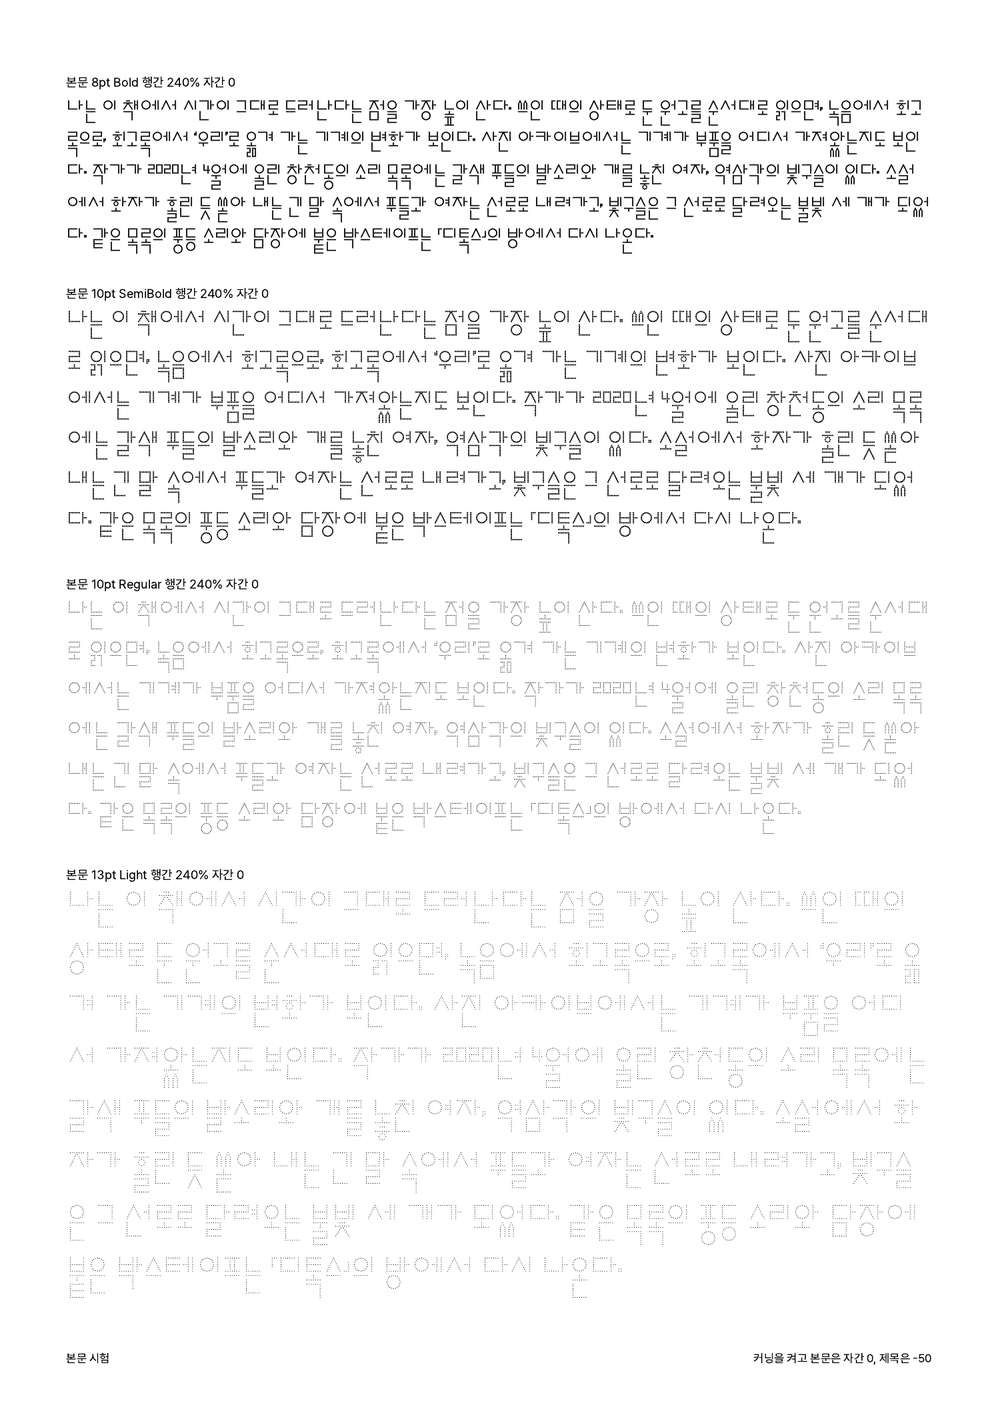 본문 8pt Bold 행간 240% 자간 0
나는 이 책에서 시간이 그대로 드러난다는 점을 가장 높이 산다. 쓰인 때의 상태로 둔 원고를 순서대로 읽으면, 녹음에서 회고
록으로, 회고록에서 ‘우리’로 옮겨 가는 기계의 변화가 보인다. 사진 아카이브에서는 기계가 부품을 어디서 가져왔는지도 보인
다. 작가가 2020년 4월에 올린 창천동의 소리 목록에는 갈색 푸들의 발소리와 개를 놓친 여자, 역삼각의 빛구슬이 있다. 소설
에서 화자가 홀린 듯 쏟아 내는 긴 말 속에서 푸들과 여자는 선로로 내려가고, 빛구슬은 그 선로로 달려오는 불빛 세 개가 되었
다. 같은 목록의 풍등 소리와 담장에 붙은 박스테이프는 「디톡스」의 방에서 다시 나온다.
본문 10pt SemiBold 행간 240% 자간 0
나는 이 책에서 시간이 그대로 드러난다는 점을 가장 높이 산다. 쓰인 때의 상태로 둔 원고를 순서대
로 읽으면, 녹음에서 회고록으로, 회고록에서 ‘우리’로 옮겨 가는 기계의 변화가 보인다. 사진 아카이브
에서는 기계가 부품을 어디서 가져왔는지도 보인다. 작가가 2020년 4월에 올린 창천동의 소리 목록
에는 갈색 푸들의 발소리와 개를 놓친 여자, 역삼각의 빛구슬이 있다. 소설에서 화자가 홀린 듯 쏟아
내는 긴 말 속에서 푸들과 여자는 선로로 내려가고, 빛구슬은 그 선로로 달려오는 불빛 세 개가 되었
다. 같은 목록의 풍등 소리와 담장에 붙은 박스테이프는 「디톡스」의 방에서 다시 나온다.
본문 10pt Regular 행간 240% 자간 0
나는 이 책에서 시간이 그대로 드러난다는 점을 가장 높이 산다. 쓰인 때의 상태로 둔 원고를 순서대
로 읽으면, 녹음에서 회고록으로, 회고록에서 ‘우리’로 옮겨 가는 기계의 변화가 보인다. 사진 아카이브
에서는 기계가 부품을 어디서 가져왔는지도 보인다. 작가가 2020년 4월에 올린 창천동의 소리 목록
에는 갈색 푸들의 발소리와 개를 놓친 여자, 역삼각의 빛구슬이 있다. 소설에서 화자가 홀린 듯 쏟아
내는 긴 말 속에서 푸들과 여자는 선로로 내려가고, 빛구슬은 그 선로로 달려오는 불빛 세 개가 되었
다. 같은 목록의 풍등 소리와 담장에 붙은 박스테이프는 「디톡스」의 방에서 다시 나온다.
본문 13pt Light 행간 240% 자간 0
나는 이 책에서 시간이 그대로 드러난다는 점을 가장 높이 산다. 쓰인 때의
상태로 둔 원고를 순서대로 읽으면, 녹음에서 회고록으로, 회고록에서 ‘우리’로 옮
겨 가는 기계의 변화가 보인다. 사진 아카이브에서는 기계가 부품을 어디
서 가져왔는지도 보인다. 작가가 2020년 4월에 올린 창천동의 소리 목록에는
갈색 푸들의 발소리와 개를 놓친 여자, 역삼각의 빛구슬이 있다. 소설에서 화
자가 홀린 듯 쏟아 내는 긴 말 속에서 푸들과 여자는 선로로 내려가고, 빛구슬
은 그 선로로 달려오는 불빛 세 개가 되었다. 같은 목록의 풍등 소리와 담장에
붙은 박스테이프는 「디톡스」의 방에서 다시 나온다.
본문 시험
커닝을 켜고 본문은 자간 0, 제목은 -50